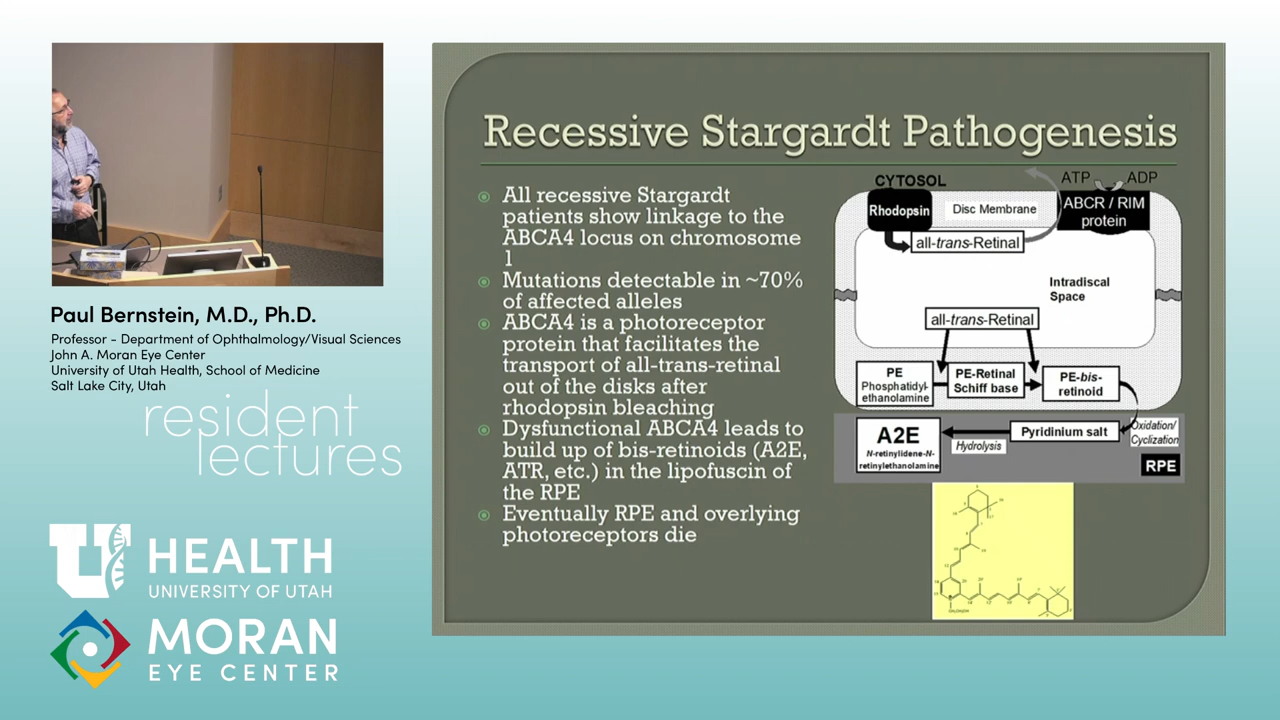 Paul Bernstein, M.D., Ph.D.
Professor - Department of Ophthalmology/Visual Sciences
John A. Moran Eye Center
University of Utah Health, School of Medicine
Salt Lake City, Utah
resident
lectures
U
HEALTH
UNIVERSITY OF UTAH
MORAN
EYE CENTER
Recessive Stargardt Pathogenesis
All recessive Stargardt
patients show linkage to the
ABCA4 locus on chromosome
1
Mutations detectable in ~70%
of affected alleles
ABCA4 is a photoreceptor
protein that facilitates the
transport of all-trans-retinal
out of the disks after
rhodopsin bleaching
Dysfunctional ABCA4 leads to
build up of bis-retinoids (A2E,
ATR, etc.) in the lipofuscin of
the RPE
Eventually RPE and overlying
photoreceptors die
CYTOSOL
ATP
ADP
Rhodopsin
Disc Membrane
ABCR / RIM
protein
all-trans-Retinal
Intradiscal
Space
all-trans-Retinal
PE
Phosphatidyl-
ethanolamine
PE-Retinal
Schiff base
PE-bis-
retinoid
A2E
N-retinylidene-N-
retinylethanolamine
Hydrolysis
Pyridinium salt
Oxidation/
Cyclization
RPE